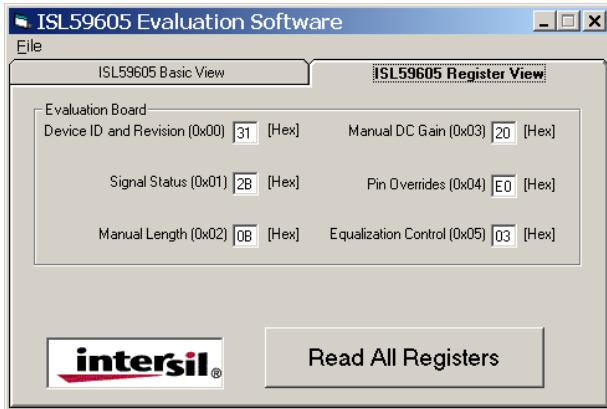 ISL59605 Evaluation Software
File
ISL59605 Basic View
ISL59605 Register View
Evaluation Board
Device ID and Revision (0x00) 31 [Hex]
Manual DC Gain (0x03) 20 [Hex]
Signal Status (0x01) 2B [Hex]
Pin Overrides (0x04) E0 [Hex]
Manual Length (0x02) 0B [Hex]
Equalization Control (0x05) 03 [Hex]
intersil®
Read All Registers